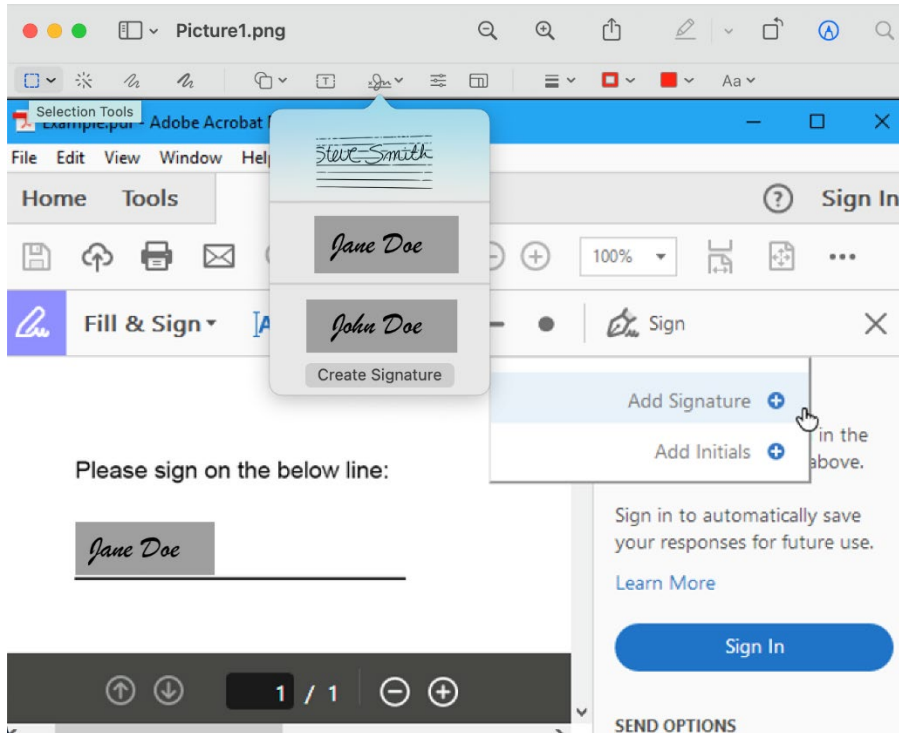 Picture1.png
Aa
Selection Tools
Example.pdf - Adobe Acrobat
File Edit View Window Help
Steve Smith
Home Tools
Sign In
Jane Doe
100%
Fill & Sign
John Doe
Sign
Create Signature
Add Signature
Add Initials
in the
above.
Please sign on the below line:
Sign in to automatically save
your responses for future use.
Jane Doe
Learn More
Sign In
1 / 1
SEND OPTIONS